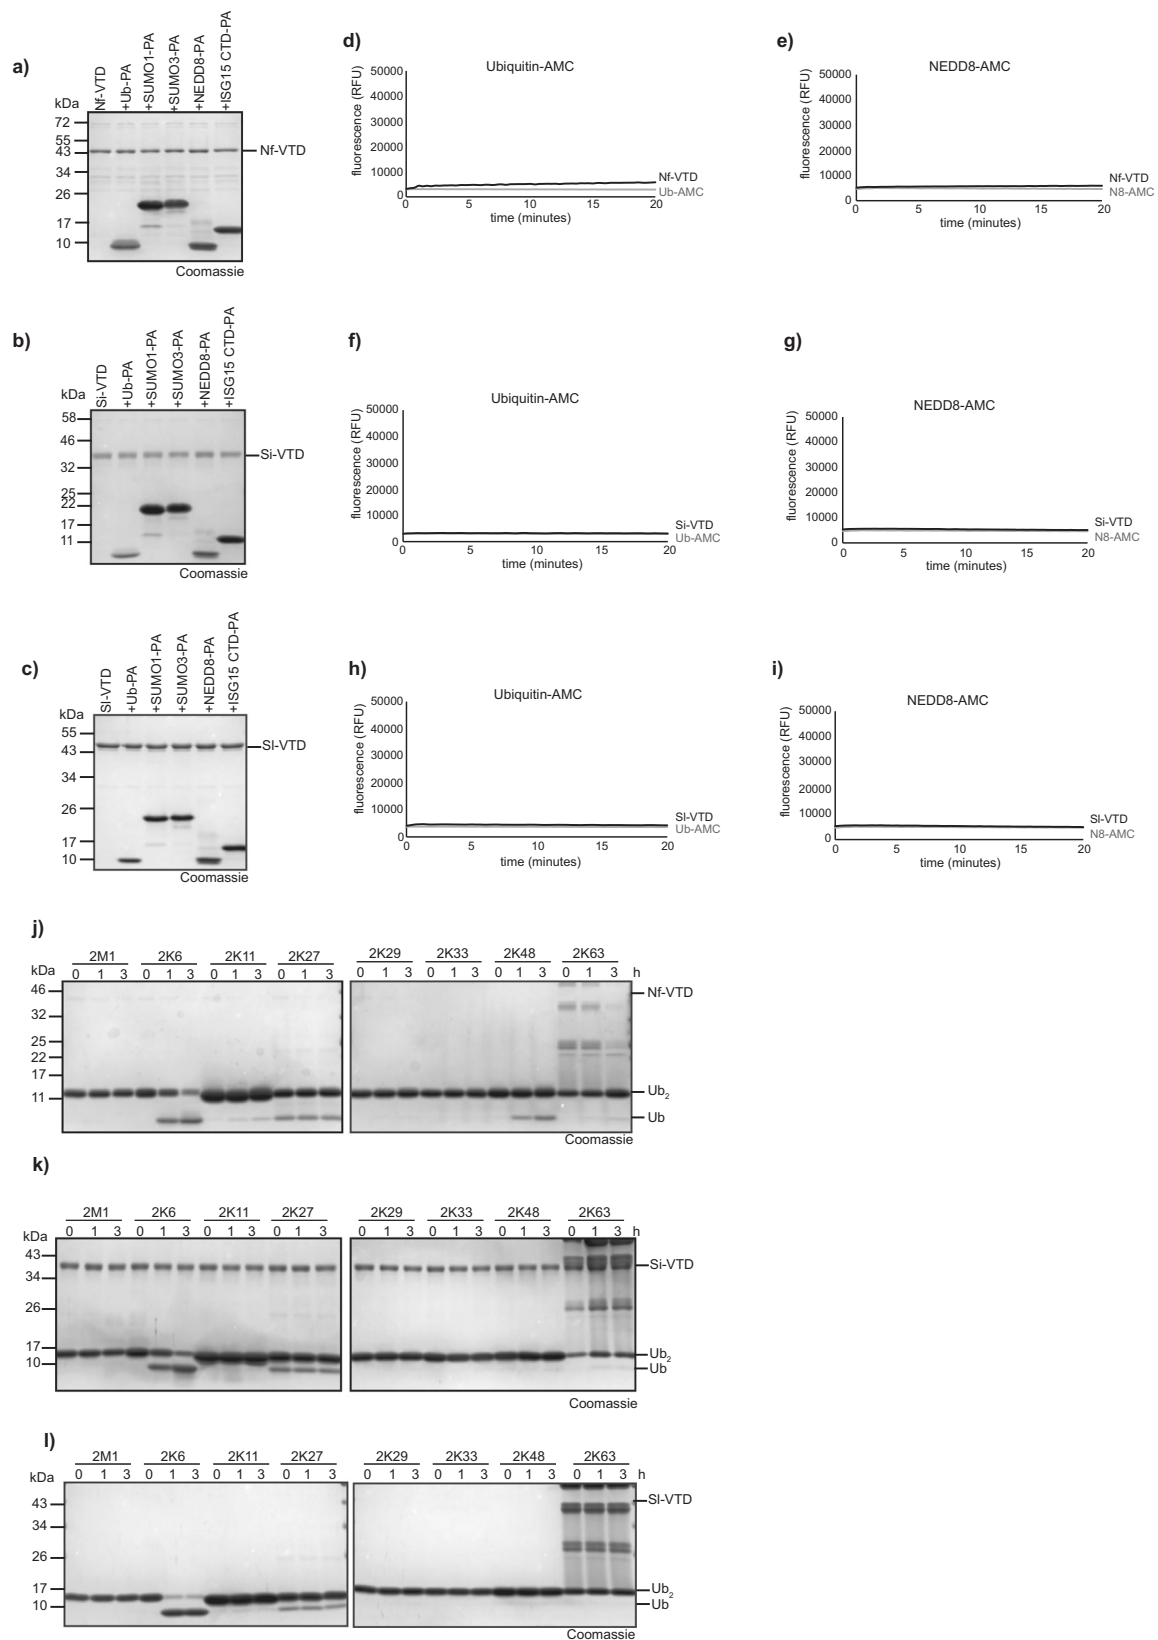 a)
Nf-VTD
+Ub-PA
+SUMO1-PA
+SUMO3-PA
+NEDD8-PA
+ISG15 CTD-PA
kDa
72
55
43
34
26
17
10
Nf-VTD
Coomassie
d)
Ubiquitin-AMC
fluorescence (RFU)
50000
40000
30000
20000
10000
0
0 5 10 15 20
time (minutes)
Nf-VTD
Ub-AMC
e)
NEDD8-AMC
fluorescence (RFU)
50000
40000
30000
20000
10000
0
0 5 10 15 20
time (minutes)
Nf-VTD
N8-AMC
b)
Si-VTD
+Ub-PA
+SUMO1-PA
+SUMO3-PA
+NEDD8-PA
+ISG15 CTD-PA
kDa
58
46
32
25
22
17
11
Si-VTD
Coomassie
f)
Ubiquitin-AMC
fluorescence (RFU)
50000
40000
30000
20000
10000
0
0 5 10 15 20
time (minutes)
Si-VTD
Ub-AMC
g)
NEDD8-AMC
fluorescence (RFU)
50000
40000
30000
20000
10000
0
0 5 10 15 20
time (minutes)
Si-VTD
N8-AMC
c)
Sl-VTD
+Ub-PA
+SUMO1-PA
+SUMO3-PA
+NEDD8-PA
+ISG15 CTD-PA
kDa
55
43
34
26
17
10
Sl-VTD
Coomassie
h)
Ubiquitin-AMC
fluorescence (RFU)
50000
40000
30000
20000
10000
0
0 5 10 15 20
time (minutes)
Sl-VTD
Ub-AMC
i)
NEDD8-AMC
fluorescence (RFU)
50000
40000
30000
20000
10000
0
0 5 10 15 20
time (minutes)
Sl-VTD
N8-AMC
j)
2M1 2K6 2K11 2K27 2K29 2K33 2K48 2K63
kDa 0 1 3 0 1 3 0 1 3 0 1 3 0 1 3 0 1 3 0 1 3 0 1 3 h
46
32
25
22
17
11
Nf-VTD
Ub2
Ub
Coomassie
k)
2M1 2K6 2K11 2K27 2K29 2K33 2K48 2K63
kDa 0 1 3 0 1 3 0 1 3 0 1 3 0 1 3 0 1 3 0 1 3 0 1 3 h
43
34
26
17
10
Si-VTD
Ub2
Ub
Coomassie
l)
2M1 2K6 2K11 2K27 2K29 2K33 2K48 2K63
kDa 0 1 3 0 1 3 0 1 3 0 1 3 0 1 3 0 1 3 0 1 3 0 1 3 h
43
34
26
17
10
Sl-VTD
Ub2
Ub
Coomassie